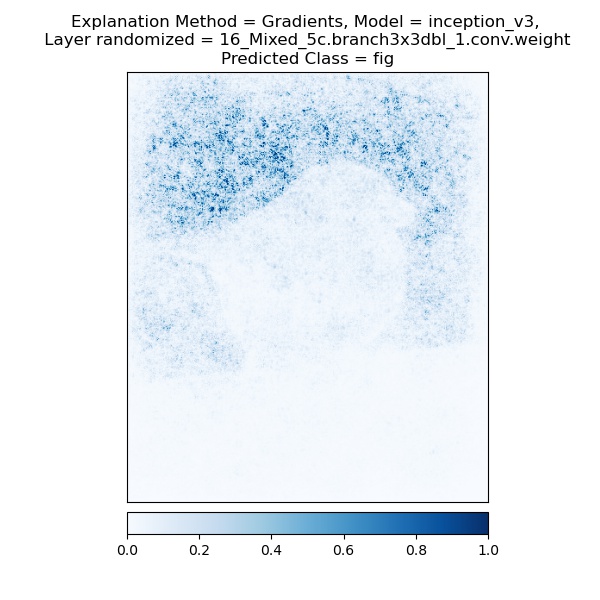 Explanation Method = Gradients, Model = inception_v3,
Layer randomized = 16_Mixed_5c.branch3x3dbl_1.conv.weight
Predicted Class = fig
0.0 0.2 0.4 0.6 0.8 1.0